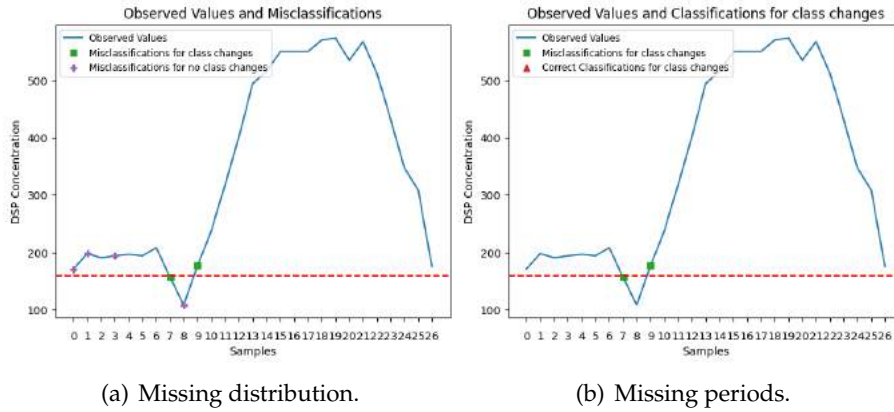 Observed Values and Misclassifications
Observed Values
Misclassifications for class changes
Misclassifications for no class changes
500
400
300
200
100
DSP Concentration
0 1 2 3 4 5 6 7 8 9 10 11 12 13 14 15 16 17 18 19 20 21 22 23 24 25 26
Samples
(a) Missing distribution.
Observed Values and Classifications for class changes
Observed Values
Misclassifications for class changes
Correct Classifications for class changes
500
400
300
200
100
DSP Concentration
0 1 2 3 4 5 6 7 8 9 10 11 12 13 14 15 16 17 18 19 20 21 22 23 24 25 26
Samples
(b) Missing periods.